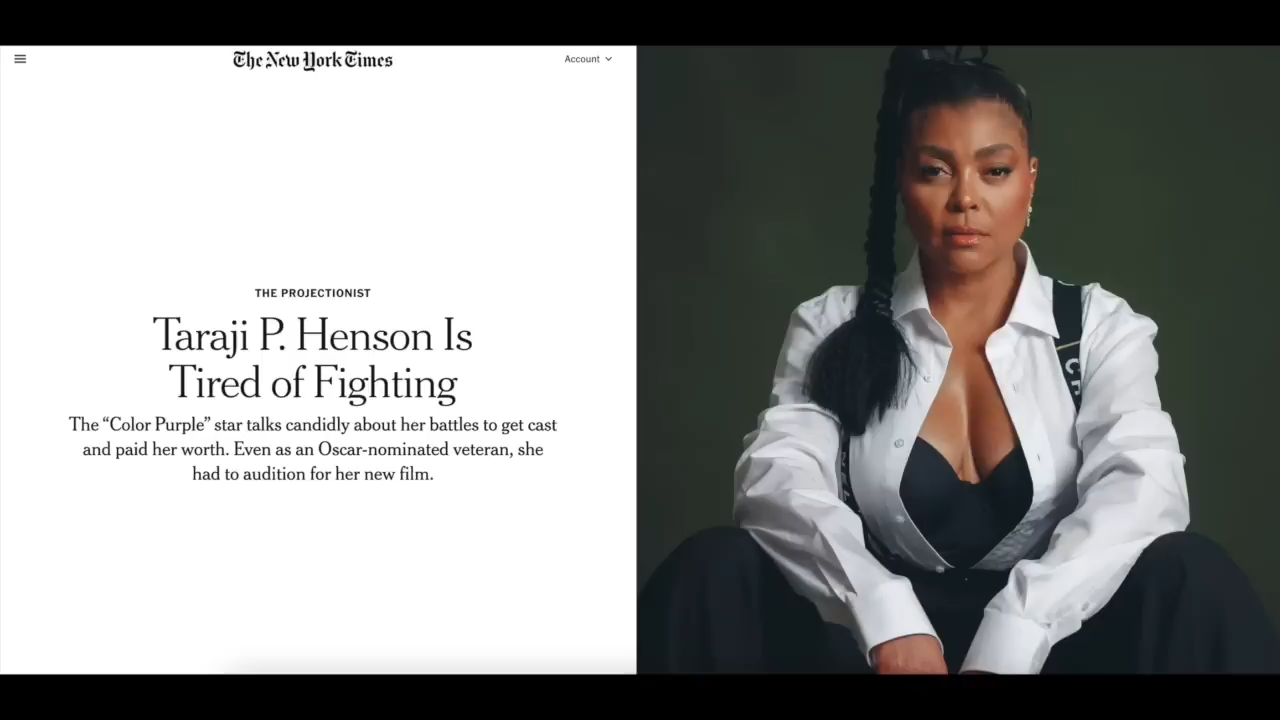 The New York Times
Account
THE PROJECTIONIST
Taraji P. Henson Is
Tired of Fighting
The “Color Purple” star talks candidly about her battles to get cast
and paid her worth. Even as an Oscar-nominated veteran, she
had to audition for her new film.